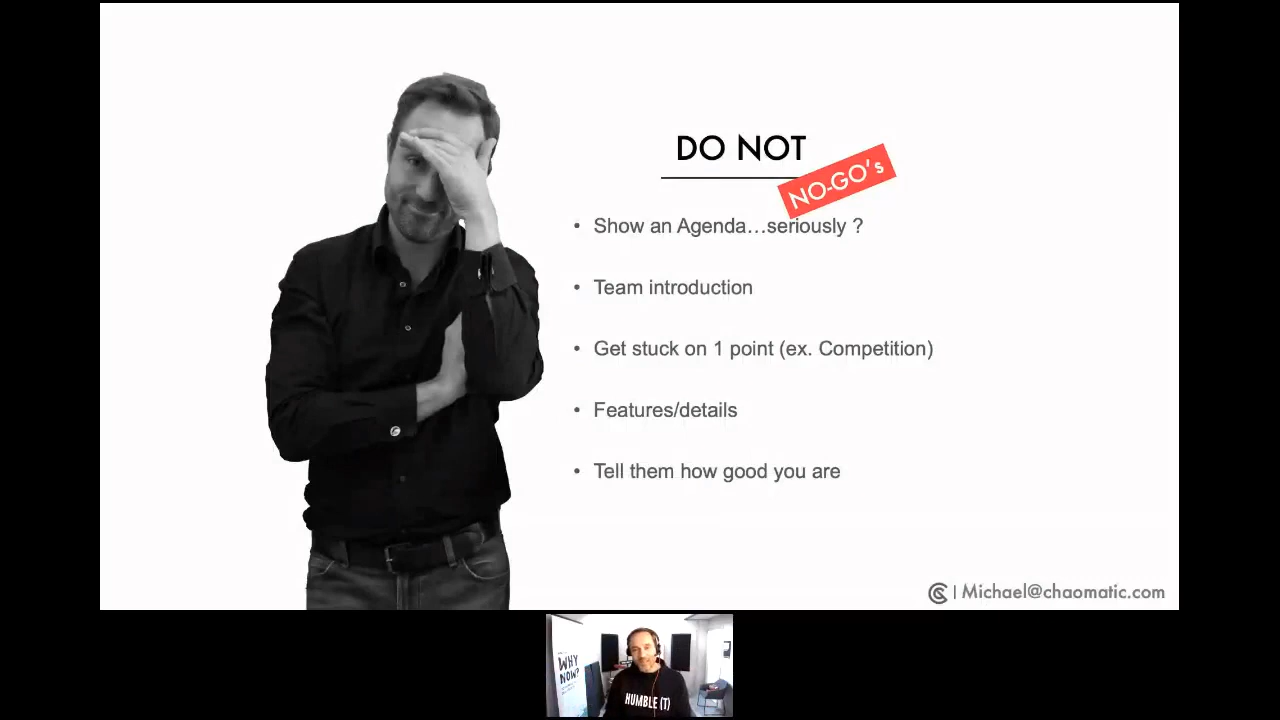 DO NOT
NO-GO's
• Show an Agenda...seriously ?
• Team introduction
• Get stuck on 1 point (ex. Competition)
• Features/details
• Tell them how good you are
| Michael@chaomatic.com
WHY
NOW?
HUMBLE (T)